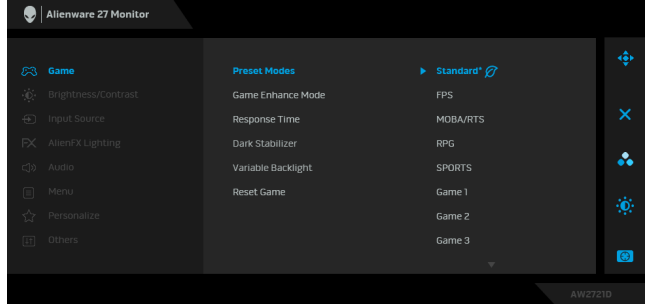 Alienware 27 Monitor
Game Preset Modes Standard*
Brightness/Contrast Game Enhance Mode FPS
Input Source Response Time MOBA/RTS
FX AlienFX Lighting Dark Stabilizer RPG
Audio Variable Backlight SPORTS
Menu Reset Game Game 1
Personalize Game 2
Others Game 3
AW2721D